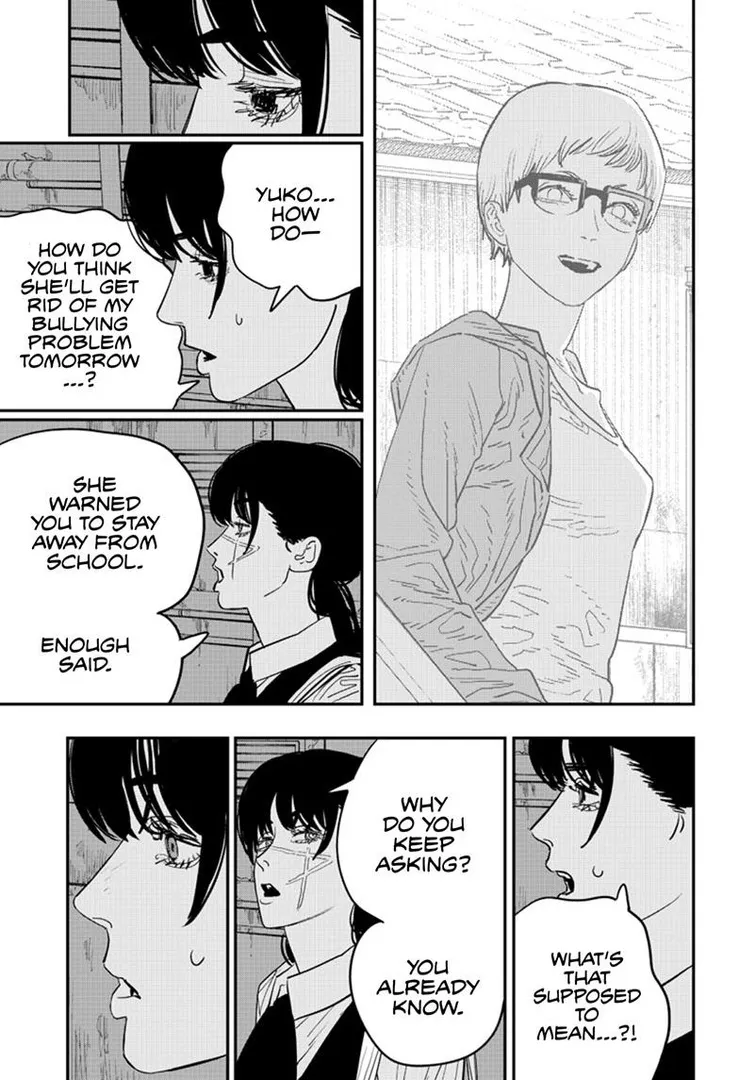 YUKO...
HOW
DO—
HOW DO
YOU THINK
SHE'LL GET
RID OF MY
BULLYING
PROBLEM
TOMORROW
...?
SHE
WARNED
YOU TO STAY
AWAY FROM
SCHOOL.
ENOUGH
SAID.
WHAT'S
THAT
SUPPOSED
TO
MEAN...?!
WHY
DO YOU
KEEP
ASKING?
YOU
ALREADY
KNOW.